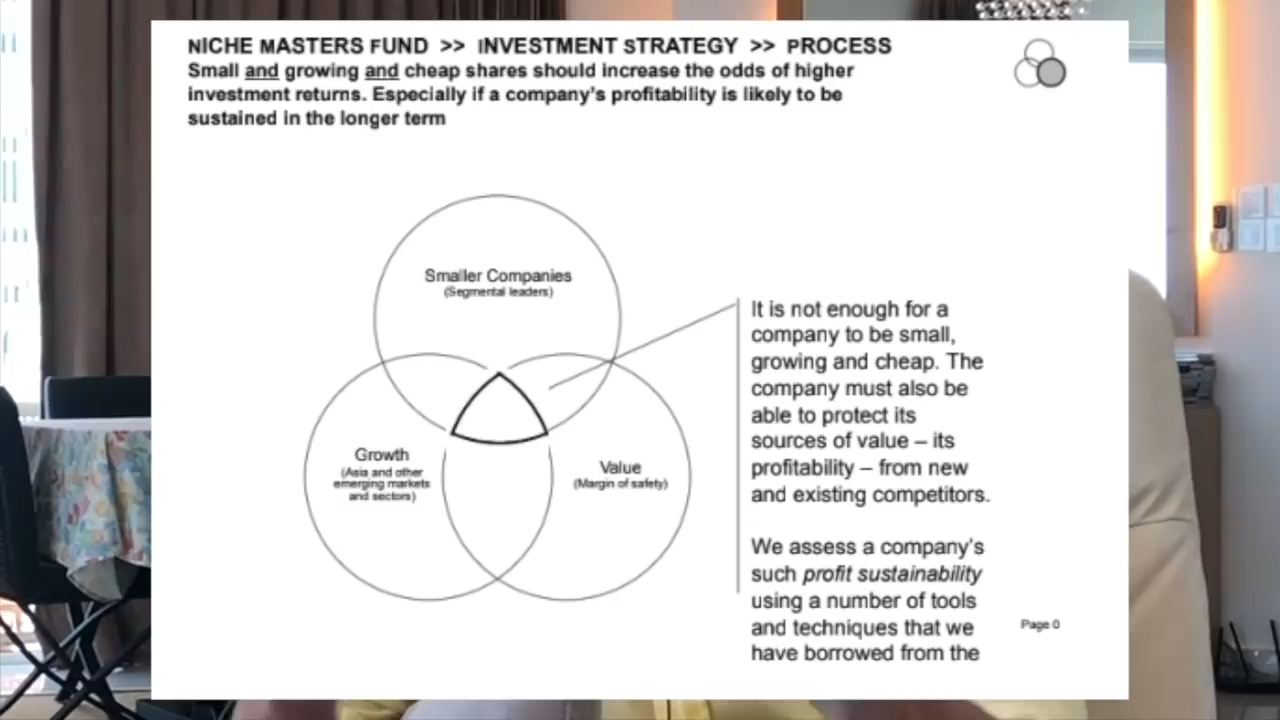 NICHE MASTERS FUND >> INVESTMENT STRATEGY >> PROCESS
Small and growing and cheap shares should increase the odds of higher
investment returns. Especially if a company's profitability is likely to be
sustained in the longer term
Smaller Companies
(Segmental leaders)
Growth
(Asia and other
emerging markets
and sectors)
Value
(Margin of safety)
It is not enough for a
company to be small,
growing and cheap. The
company must also be
able to protect its
sources of value – its
profitability – from new
and existing competitors.
We assess a company's
such profit sustainability
using a number of tools
and techniques that we
have borrowed from the
Page 0